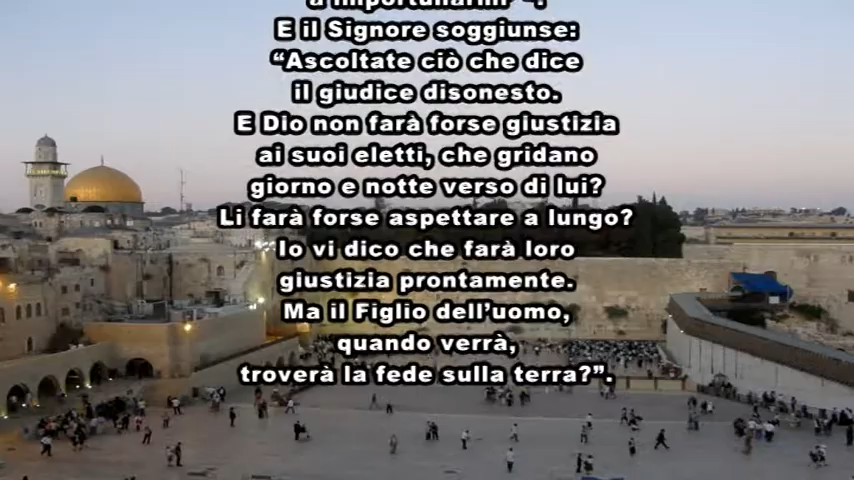 a importunarmi”.
E il Signore soggiunse:
“Ascoltate ciò che dice
il giudice disonesto.
E Dio non farà forse giustizia
ai suoi eletti, che gridano
giorno e notte verso di lui?
Li farà forse aspettare a lungo?
Io vi dico che farà loro
giustizia prontamente.
Ma il Figlio dell’uomo,
quando verrà,
troverà la fede sulla terra?”.